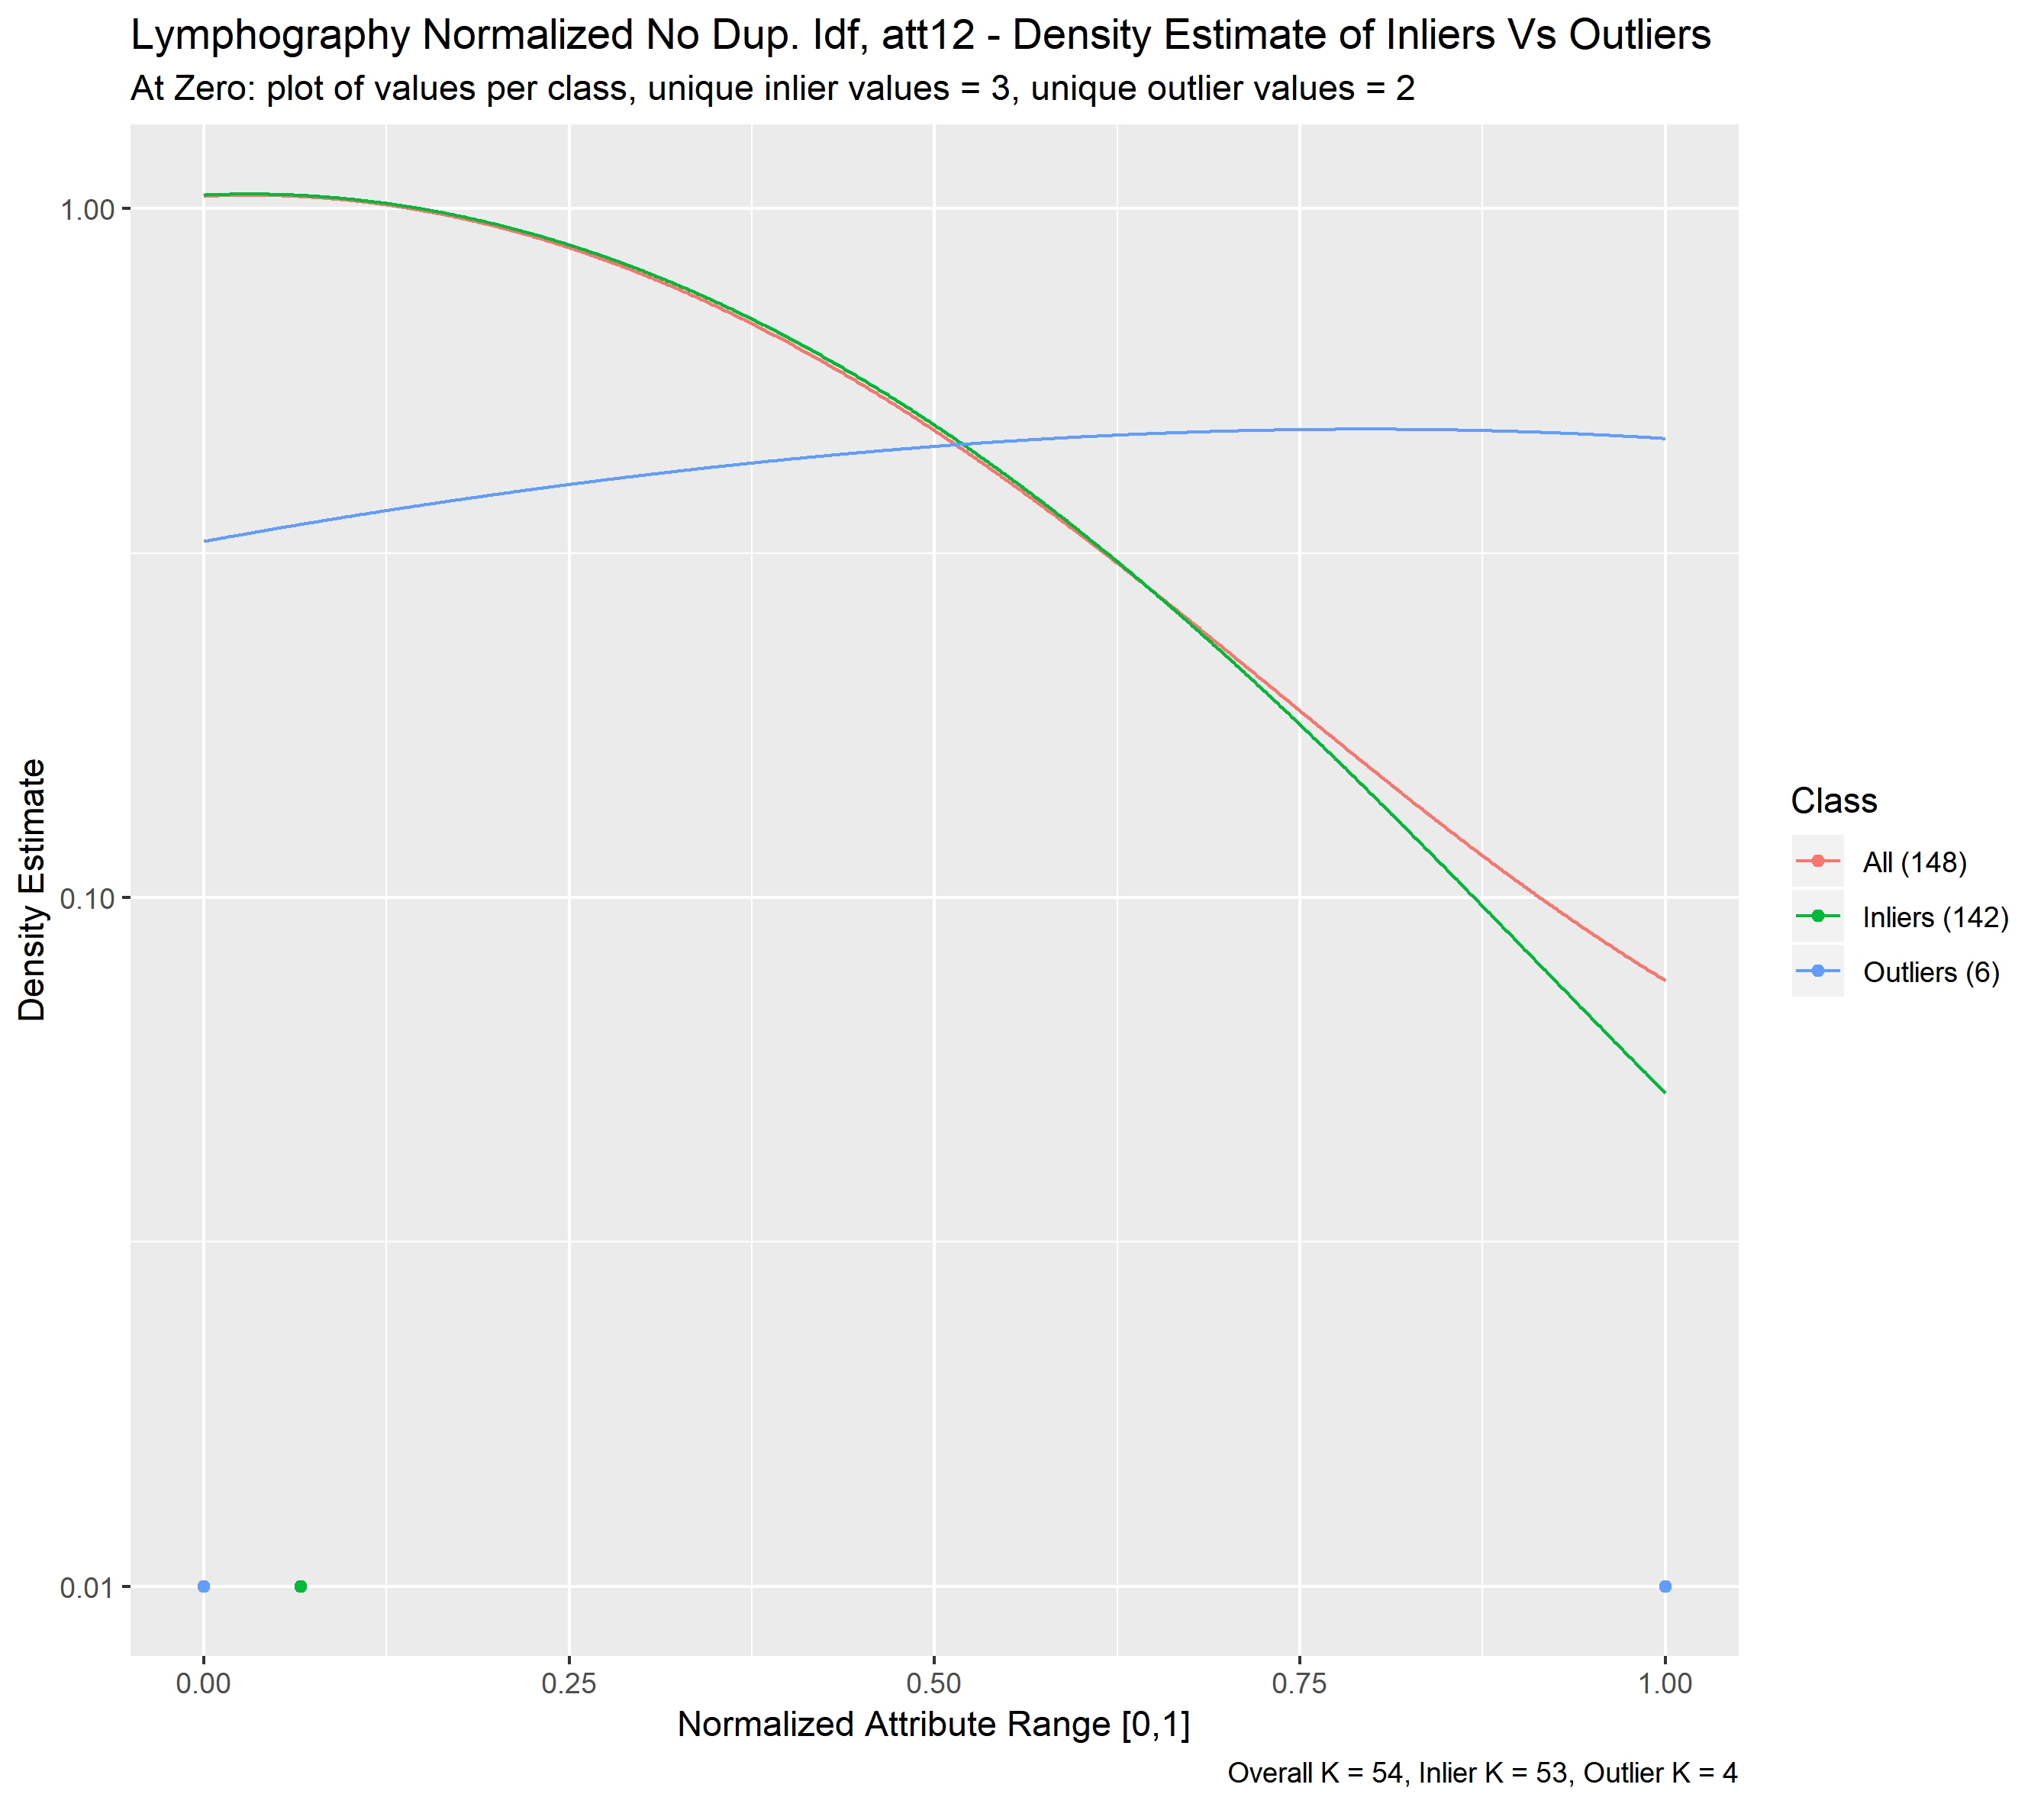 Lymphography Normalized No Dup. Idf, att12 - Density Estimate of Inliers Vs Outliers
At Zero: plot of values per class, unique inlier values = 3, unique outlier values = 2
Density Estimate
1.00
0.10
0.01
0.00 0.25 0.50 0.75 1.00
Normalized Attribute Range [0,1]
Class
All (148)
Inliers (142)
Outliers (6)
Overall K = 54, Inlier K = 53, Outlier K = 4